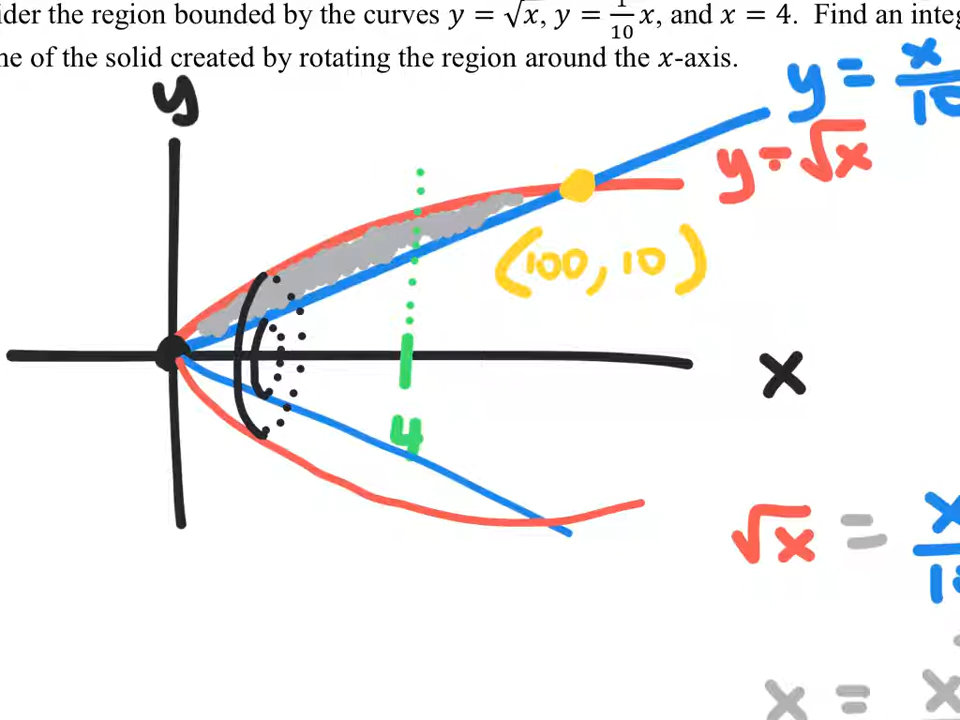 ider the region bounded by the curves y = √x, y = 1/10 x, and x = 4. Find an integ
ne of the solid created by rotating the region around the x-axis.
y
y = x/10
y = √x
(100, 10)
x
4
√x = x/10
x = x